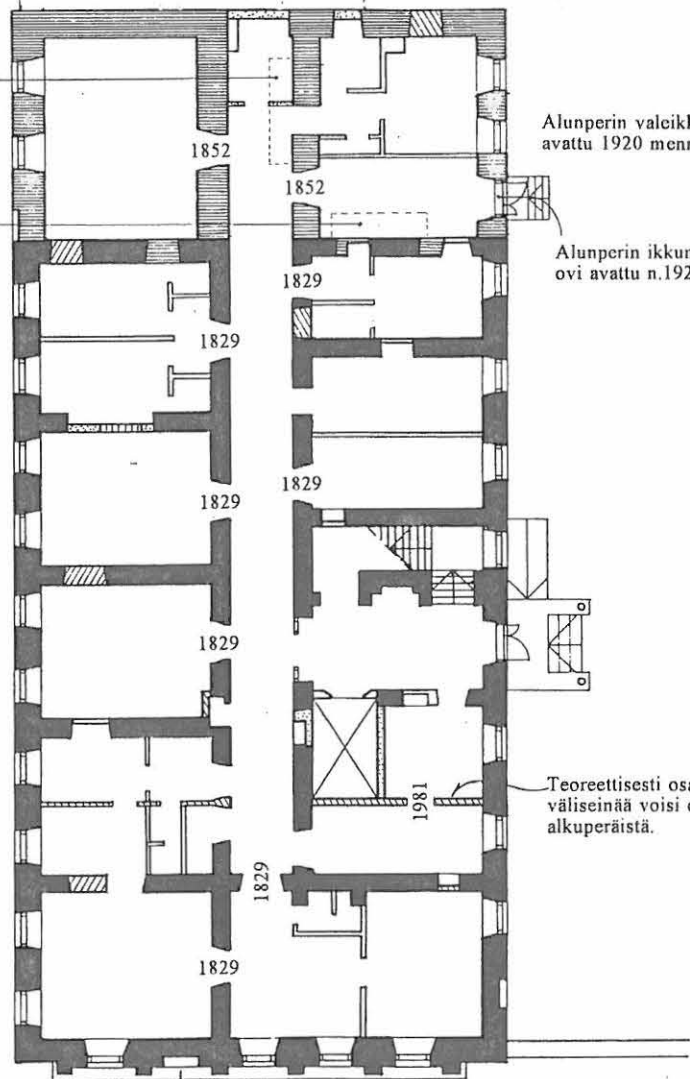 Alunperin valeikk
avattu 1920 menn
1852
1852
Alunperin ikkun
ovi avattu n.192
1829
1829
1829
1829
1829
Teoreettisesti osa
väliseinää voisi o
alkuperäistä.
1981
1829
1829